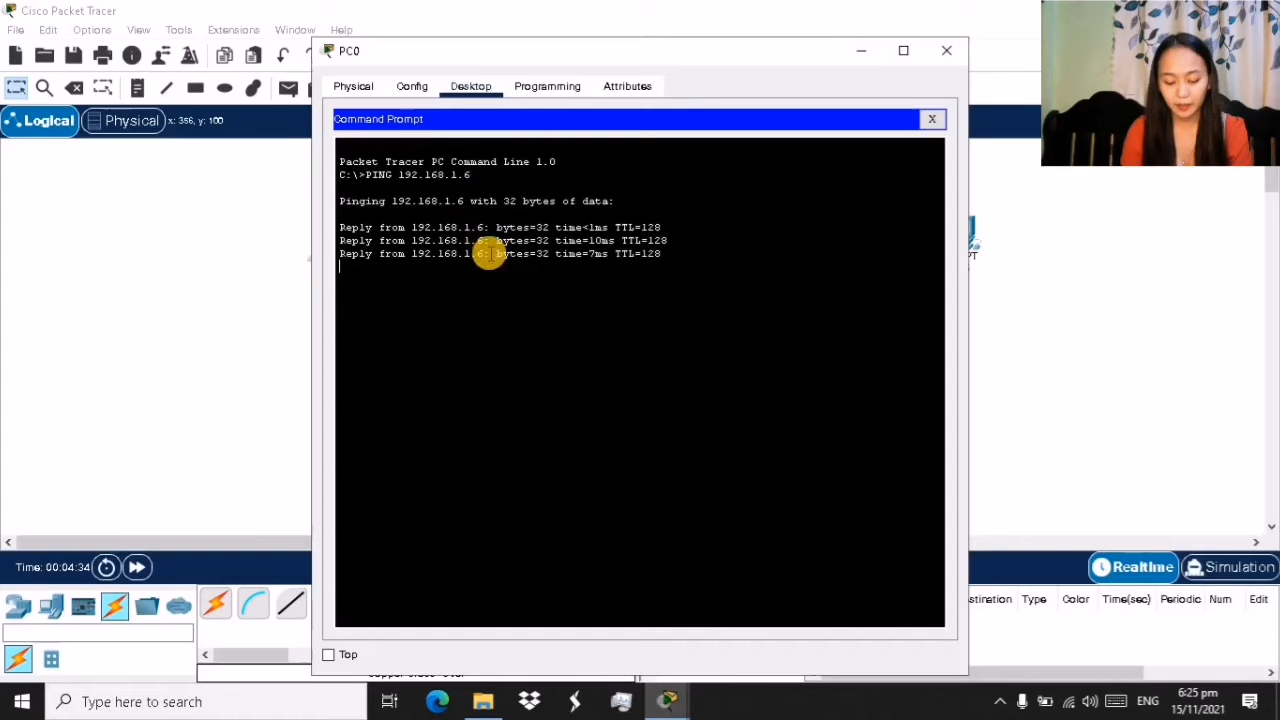 Cisco Packet Tracer
File Edit Options View Tools Extensions Window Help
PC0
Physical Config Desktop Programming Attributes
Logical Physical x: 356, y: 100
Command Prompt X
Packet Tracer PC Command Line 1.0
C:\>PING 192.168.1.6
Pinging 192.168.1.6 with 32 bytes of data:
Reply from 192.168.1.6: bytes=32 time<1ms TTL=128
Reply from 192.168.1.6: bytes=32 time=10ms TTL=128
Reply from 192.168.1.6: bytes=32 time=7ms TTL=128
PT
Time: 00:04:34
Realtime Simulation
stination Type Color Time(sec) Periodic Num Edit
Top
Type here to search
ENG
6:25 pm
15/11/2021